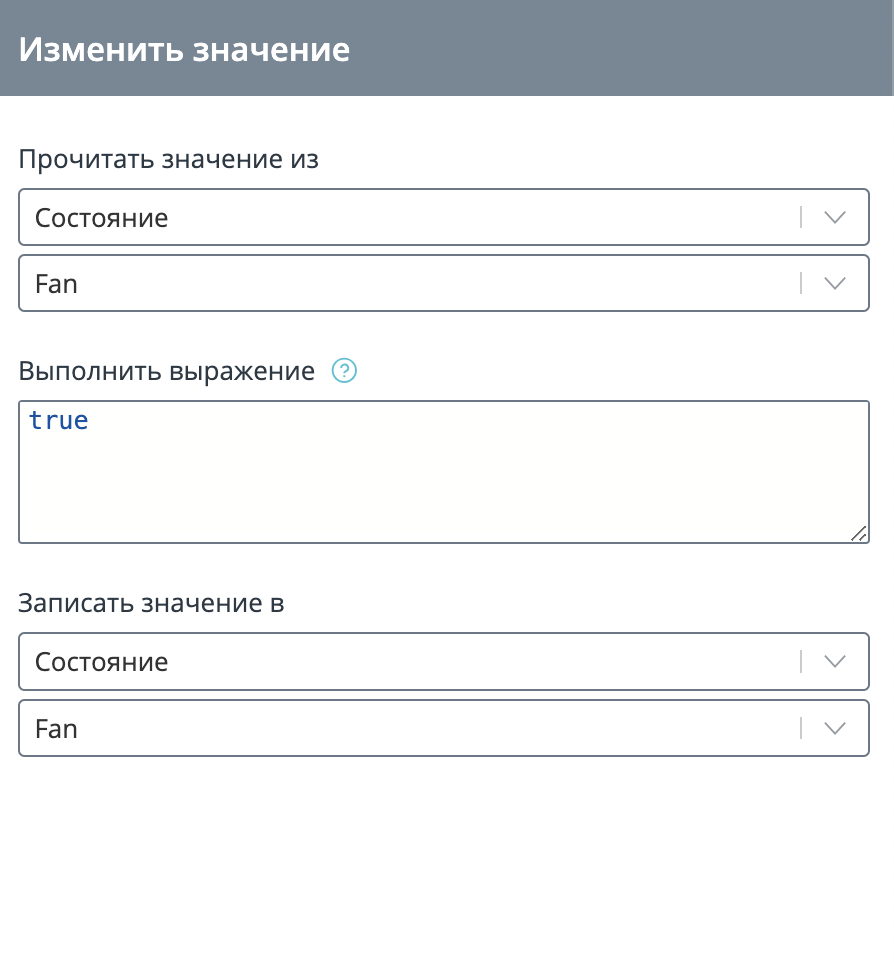 Изменить значение
Прочитать значение из
Состояние
Fan
Выполнить выражение ?
true
Записать значение в
Состояние
Fan